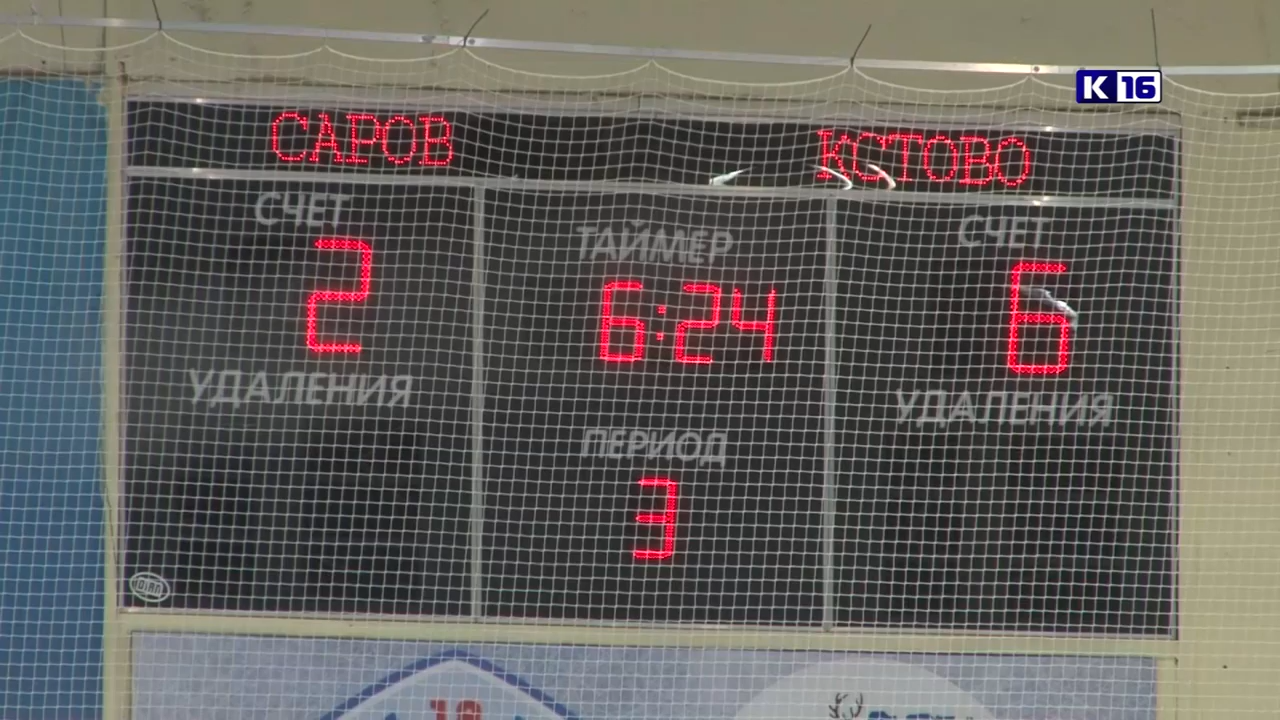 K 16
САРОВ КСТОВО
СЧЕТ ТАЙМЕР СЧЕТ
2 6:24 6
УДАЛЕНИЯ ПЕРИОД УДАЛЕНИЯ
3